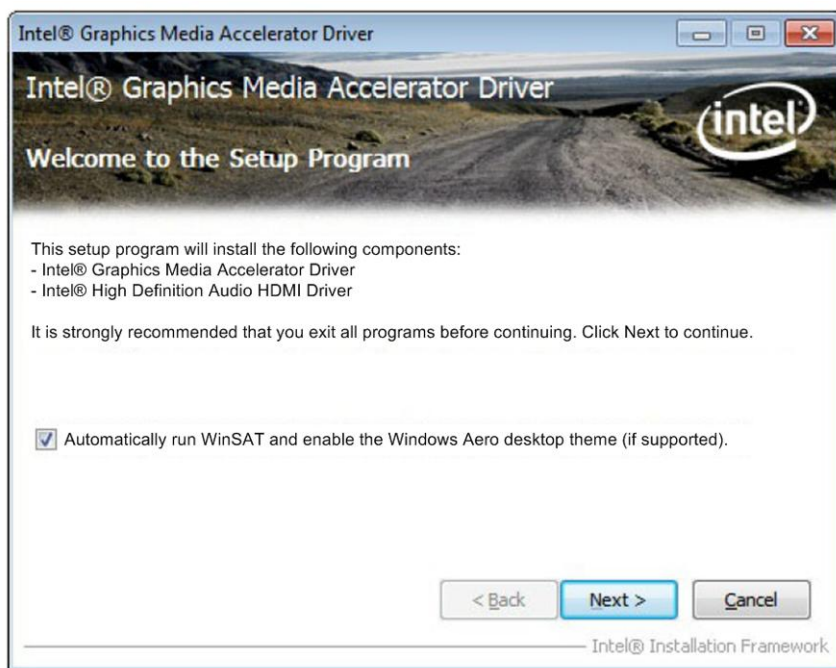 Intel® Graphics Media Accelerator Driver
Intel® Graphics Media Accelerator Driver
intel
Welcome to the Setup Program
This setup program will install the following components:
- Intel® Graphics Media Accelerator Driver
- Intel® High Definition Audio HDMI Driver
It is strongly recommended that you exit all programs before continuing. Click Next to continue.
Automatically run WinSAT and enable the Windows Aero desktop theme (if supported).
< Back Next > Cancel
Intel® Installation Framework